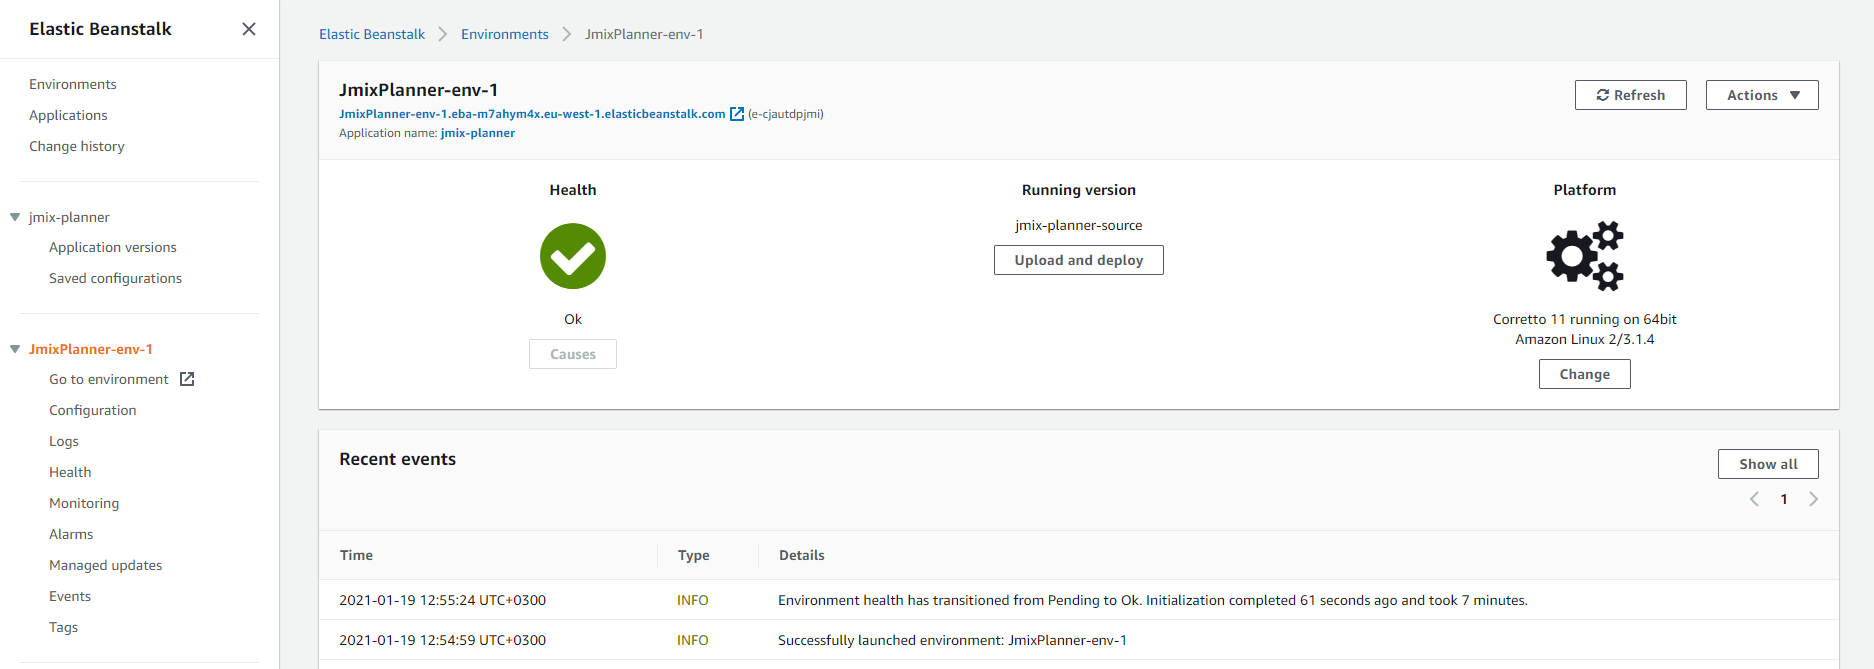 Elastic Beanstalk
Environments
Applications
Change history
jmix-planner
Application versions
Saved configurations
JmixPlanner-env-1
Go to environment
Configuration
Logs
Health
Monitoring
Alarms
Managed updates
Events
Tags
Elastic Beanstalk Environments JmixPlanner-env-1
JmixPlanner-env-1
JmixPlanner-env-1.eba-m7ahym4x.eu-west-1.elasticbeanstalk.com (e-cjautdpjmi)
Application name: jmix-planner
Refresh
Actions
Health
Ok
Causes
Running version
jmix-planner-source
Upload and deploy
Platform
Corretto 11 running on 64bit
Amazon Linux 2/3.1.4
Change
Recent events
Show all
1
Time Type Details
2021-01-19 12:55:24 UTC+0300 INFO Environment health has transitioned from Pending to Ok. Initialization completed 61 seconds ago and took 7 minutes.
2021-01-19 12:54:59 UTC+0300 INFO Successfully launched environment: JmixPlanner-env-1